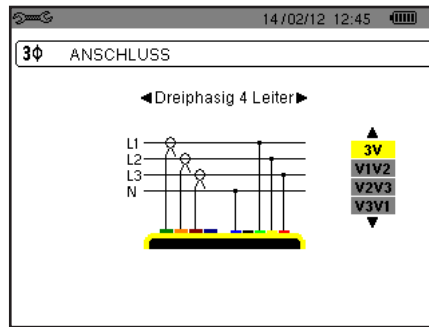 14/02/12 12:45
3Φ ANSCHLUSS
◄Dreiphasig 4 Leiter►
L1
L2
L3
N
3V
V1V2
V2V3
V3V1